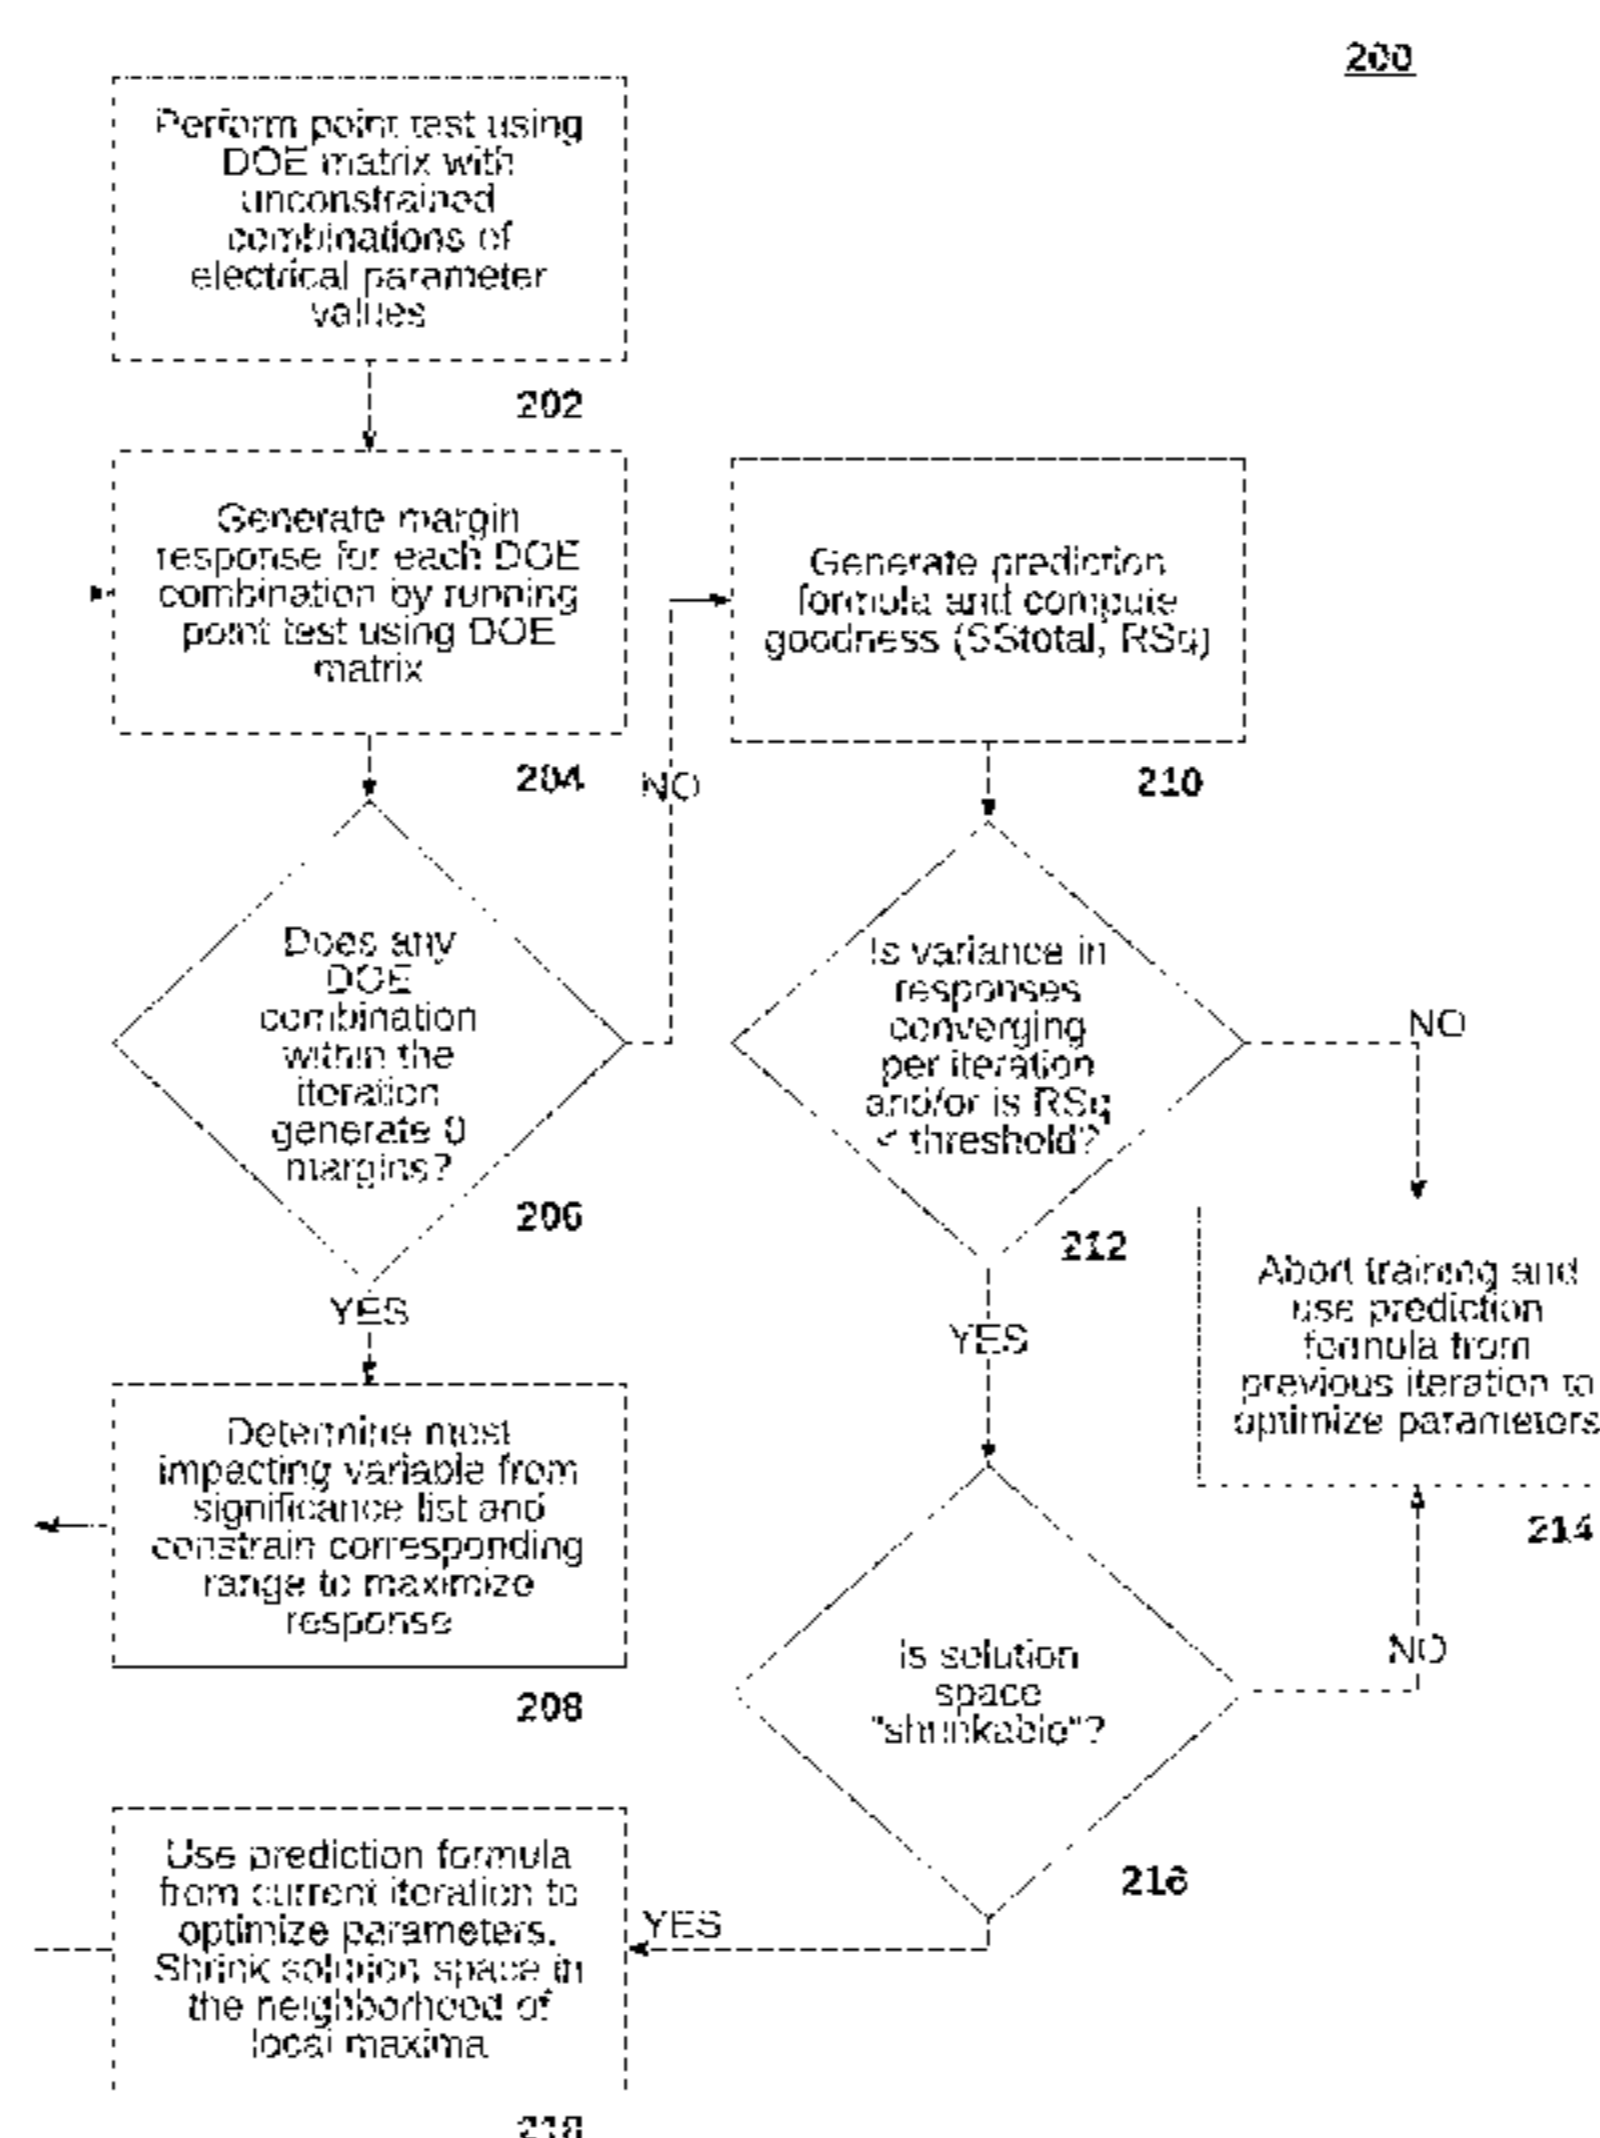 200
Perform point test using
DOE matrix with
unconstrained
combinations of
electrical parameter
values
202
Generate margin
response for each DOE
combination by running
point test using DOE
matrix
204
Does any
DOE
combination
within the
iteration
generate 0
margins?
206
YES
NO
Determine most
impacting variable from
significance list and
constrain corresponding
range to maximize
response
208
Generate prediction
formula and compute
goodness (SStotal, RSq)
210
Is variance in
responses
converging
per iteration
and/or is RSq
< threshold?
212
NO
YES
Abort training and
use prediction
formula from
previous iteration to
optimize parameters
214
Is solution
space
"shrinkable"?
216
NO
YES
Use prediction formula
from current iteration to
optimize parameters.
Shrink solution space in
the neighborhood of
local maxima
218